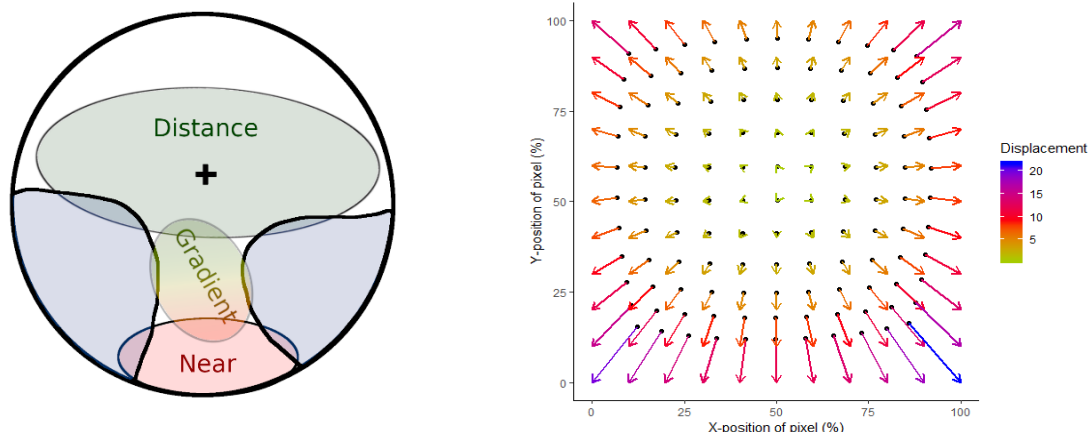 Distance
+
Gradient
Near
Y-position of pixel (%)
100
75
50
25
0
0
25
50
75
100
X-position of pixel (%)
Displacement
20
15
10
5